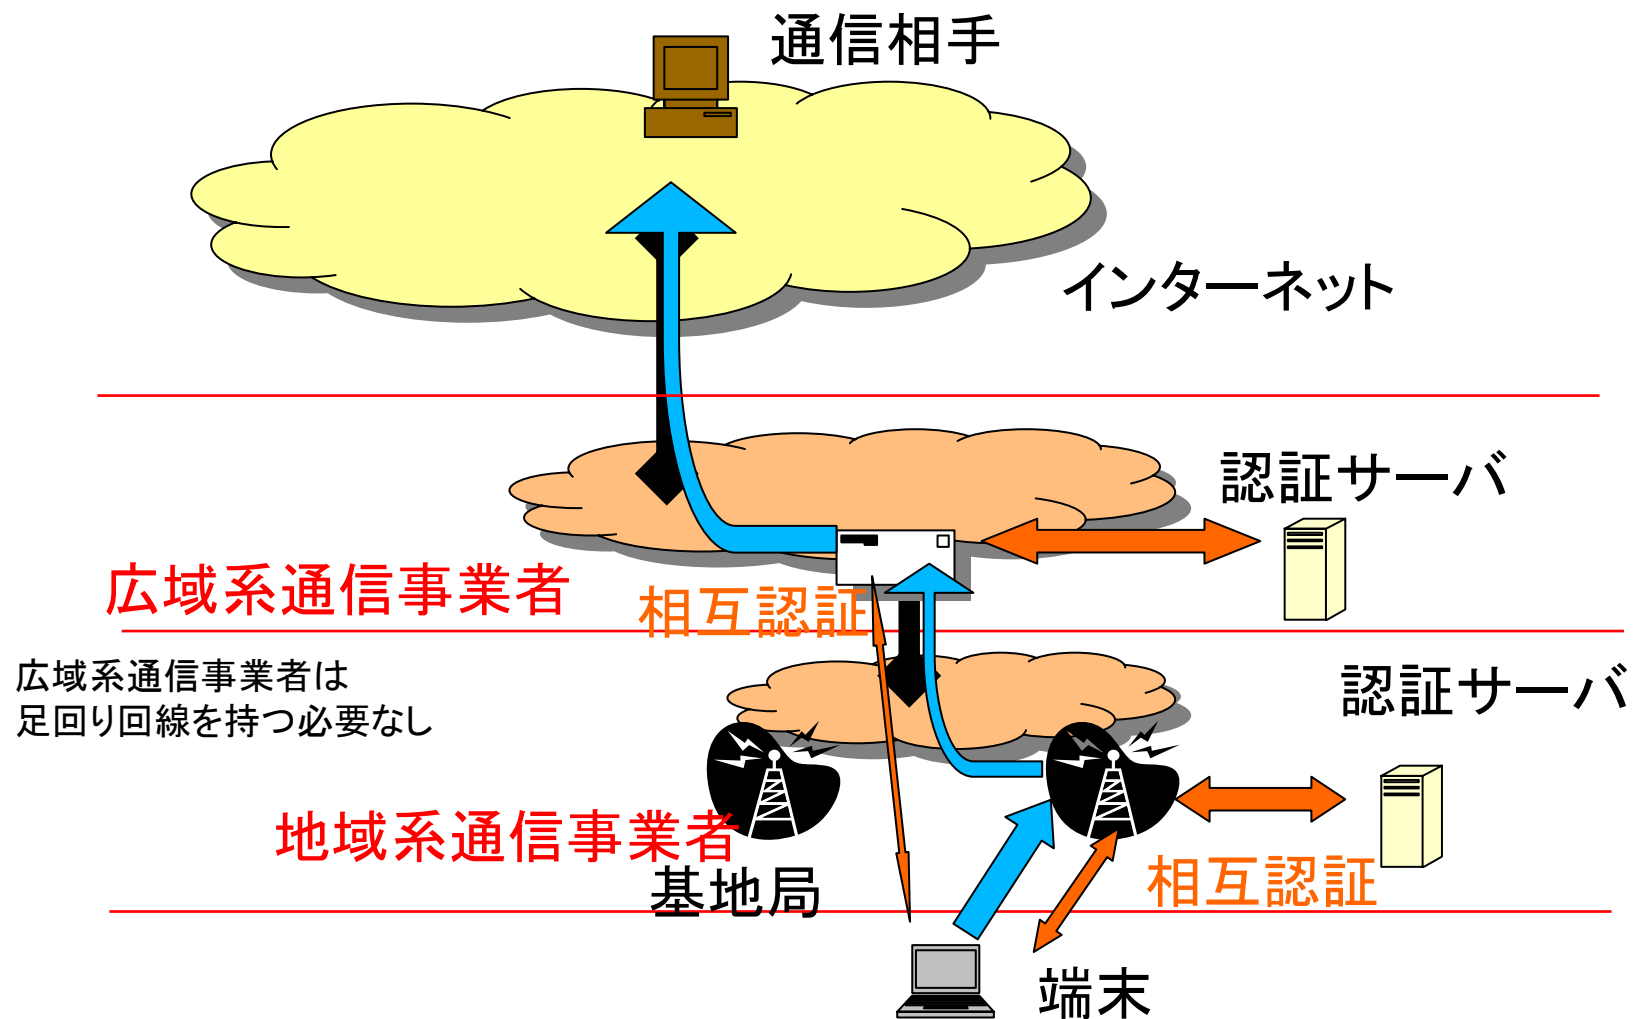 通信相手
インターネット
認証サーバ
広域系通信事業者
相互認証
広域系通信事業者は
足回り回線を持つ必要なし
認証サーバ
地域系通信事業者
基地局
相互認証
端末